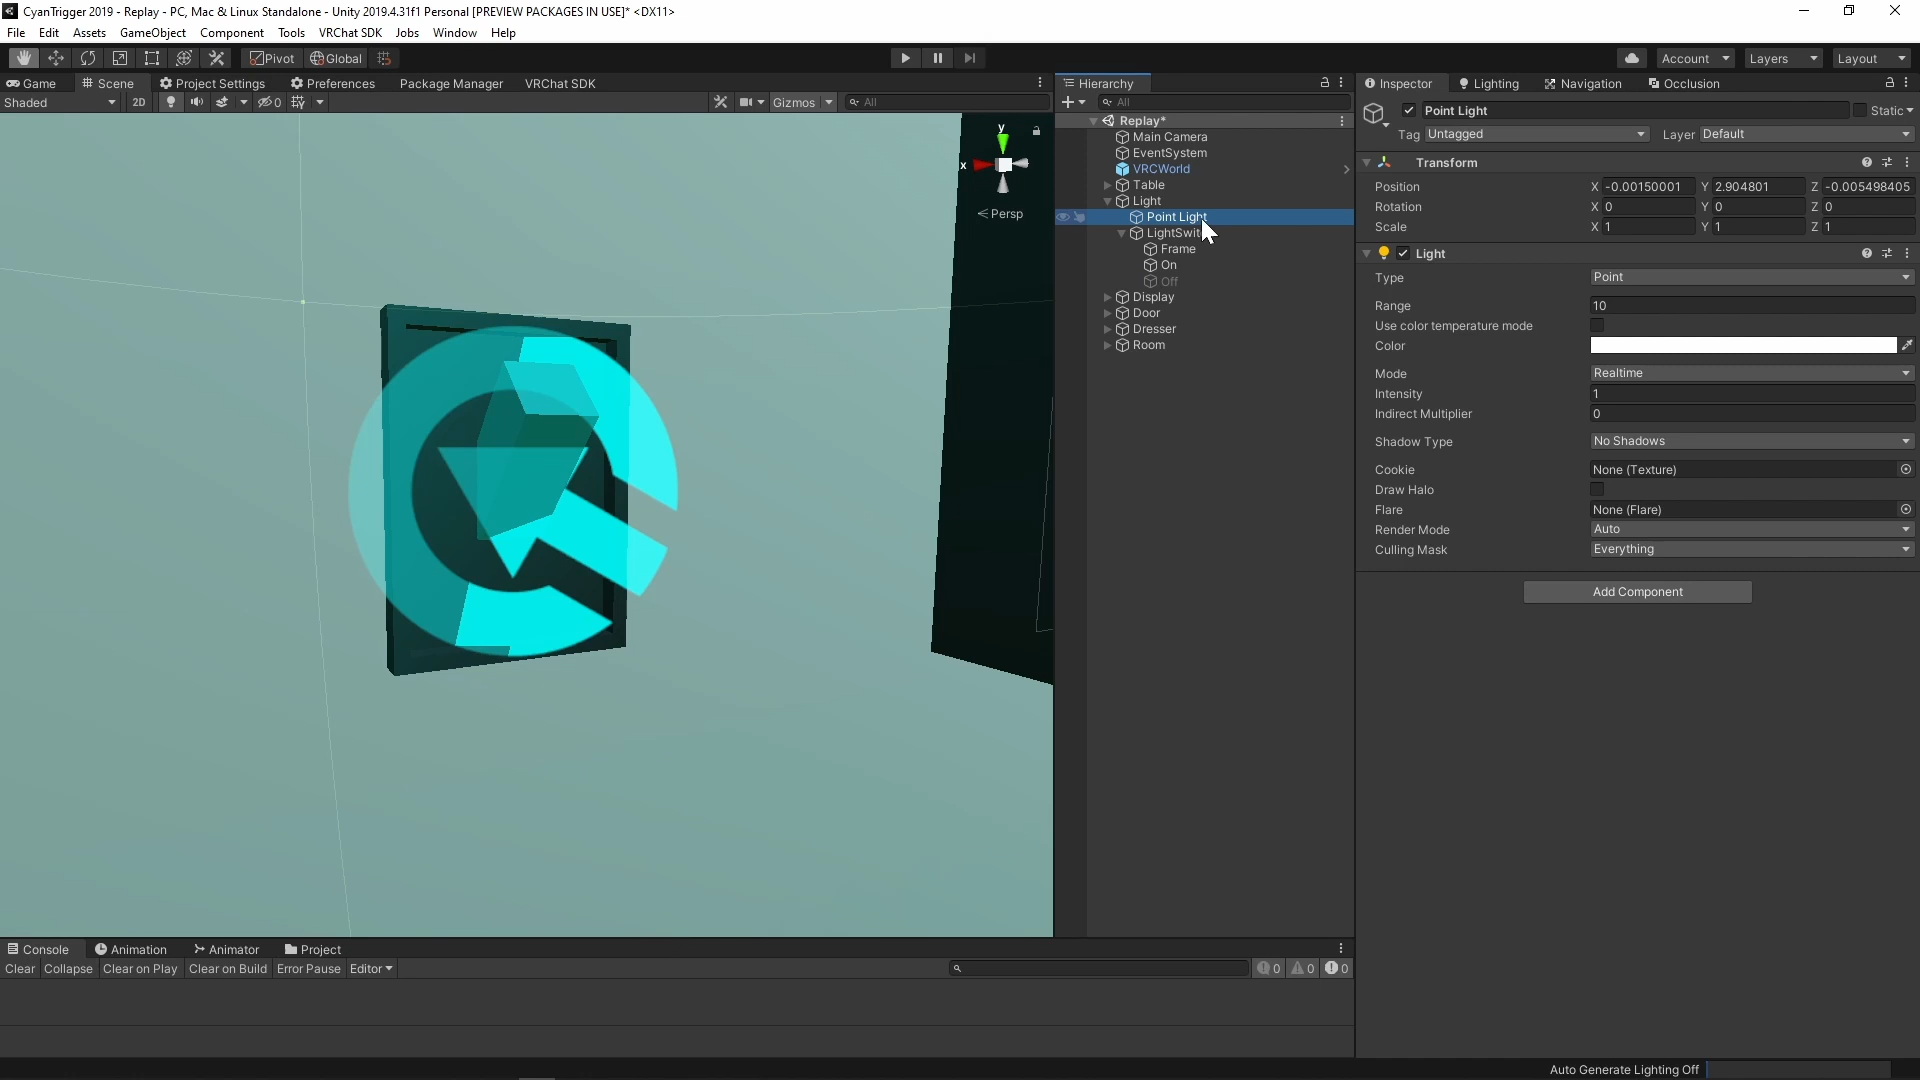 CyanTrigger 2019 - Replay - PC, Mac & Linux Standalone - Unity 2019.4.31f1 Personal [PREVIEW PACKAGES IN USE]* <DX11>
File Edit Assets GameObject Component Tools VRChat SDK Jobs Window Help
Pivot Global Account Layers Layout
Game Scene Project Settings Preferences Package Manager VRChat SDK
Shaded 2D 0 Gizmos All
y
x
Persp
Hierarchy
All
Replay*
Main Camera
EventSystem
VRCWorld
Table
Light
Point Light
LightSwit
Frame
On
Off
Display
Door
Dresser
Room
Inspector Lighting Navigation Occlusion
Point Light Static
Tag Untagged Layer Default
Transform
Position X -0.00150001 Y 2.904801 Z -0.005498405
Rotation X 0 Y 0 Z 0
Scale X 1 Y 1 Z 1
Light
Type Point
Range 10
Use color temperature mode
Color
Mode Realtime
Intensity 1
Indirect Multiplier 0
Shadow Type No Shadows
Cookie None (Texture)
Draw Halo
Flare None (Flare)
Render Mode Auto
Culling Mask Everything
Add Component
Console Animation Animator Project
Clear Collapse Clear on Play Clear on Build Error Pause Editor 0 0 0
Auto Generate Lighting Off